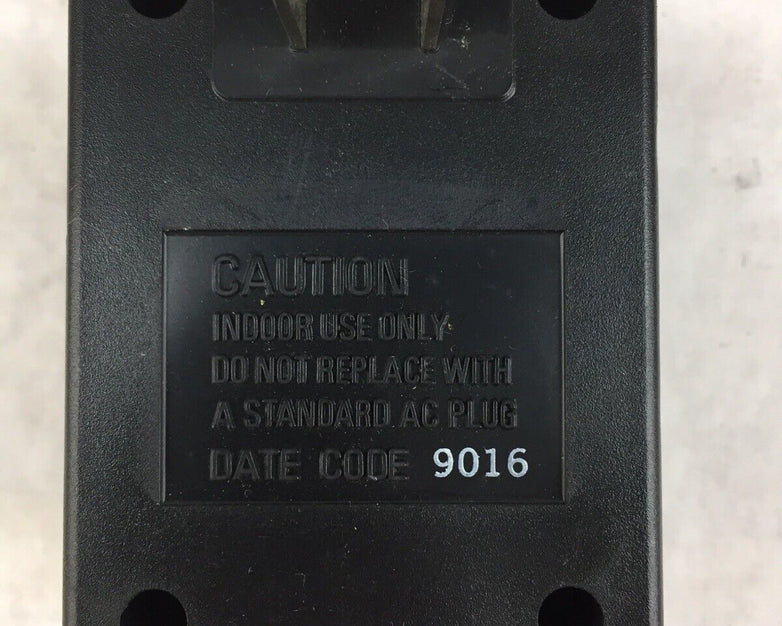 CAUTION
INDOOR USE ONLY
DO NOT REPLACE WITH
A STANDARD AC PLUG
DATE CODE 9016